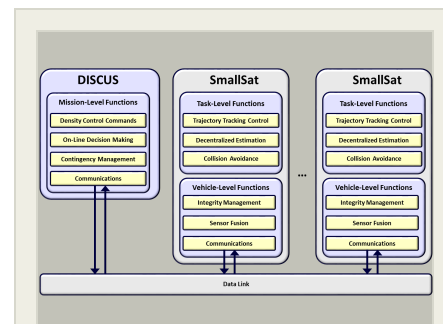 DISCUS
Mission-Level Functions
Density Control Commands
On-Line Decision Making
Contingency Management
Communications
SmallSat
Task-Level Functions
Trajectory Tracking Control
Decentralized Estimation
Collision Avoidance
Vehicle-Level Functions
Integrity Management
Sensor Fusion
Communications
...
SmallSat
Task-Level Functions
Trajectory Tracking Control
Decentralized Estimation
Collision Avoidance
Vehicle-Level Functions
Integrity Management
Sensor Fusion
Communications
Data Link